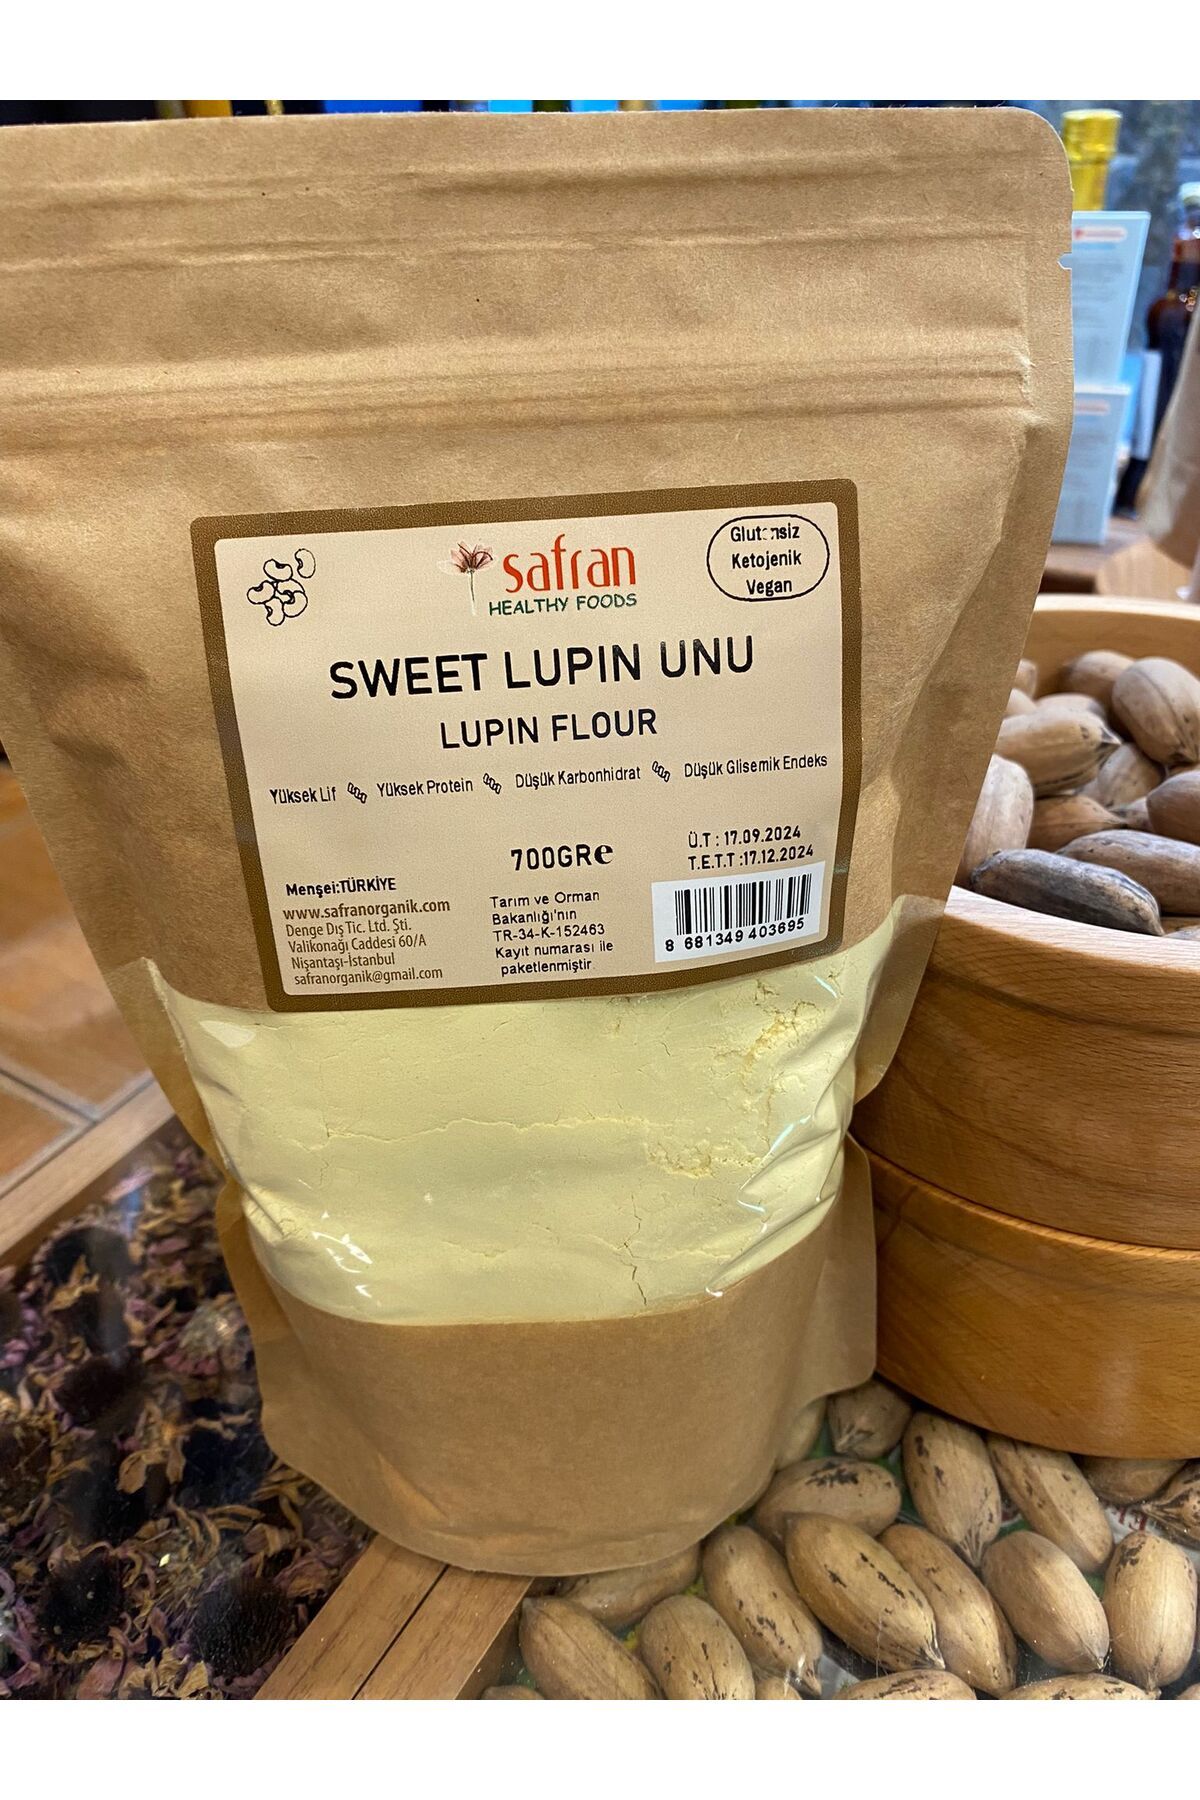 safran
HEALTHY FOODS
Glutensiz
Ketojenik
Vegan
SWEET LUPIN UNU
LUPIN FLOUR
Yüksek Lif Yüksek Protein Düşük Karbonhidrat Düşük Glisemik Endeks
700GRe
Ü.T : 17.09.2024
T.E.T.T :17.12.2024
Menşei:TÜRKİYE
www.safranorganik.com
Denge Dış Tic. Ltd. Şti.
Valikonağı Caddesi 60/A
Nişantaşı-İstanbul
safranorganik@gmail.com
Tarım ve Orman
Bakanlığı'nın
TR-34-K-152463
Kayıt numarası ile
paketlenmiştir
8 681349 403695